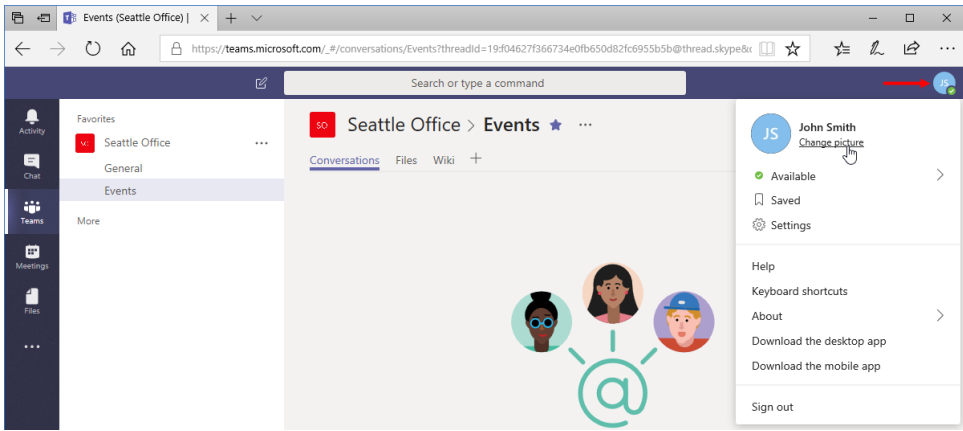 Events (Seattle Office) |
https://teams.microsoft.com/_#/conversations/Events?threadId=19:f04627f366734e0fb650d82fc6955b5b@thread.skype&c
Search or type a command
JS
Activity
Chat
Teams
Meetings
Files
Favorites
SO
Seattle Office
General
Events
More
SO
Seattle Office > Events
Conversations Files Wiki
@
JS
John Smith
Change picture
Available
Saved
Settings
Help
Keyboard shortcuts
About
Download the desktop app
Download the mobile app
Sign out